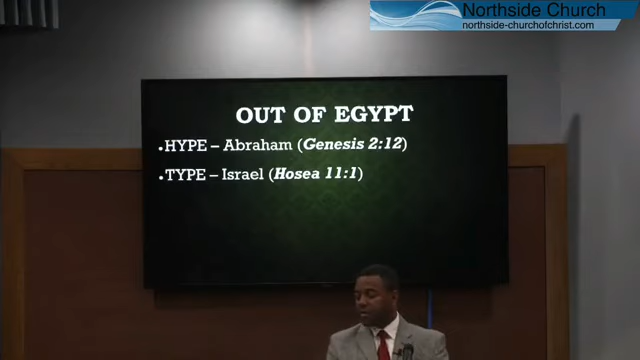 Northside Church
northside-churchofchrist.com
OUT OF EGYPT
•HYPE – Abraham (Genesis 2:12)
•TYPE – Israel (Hosea 11:1)